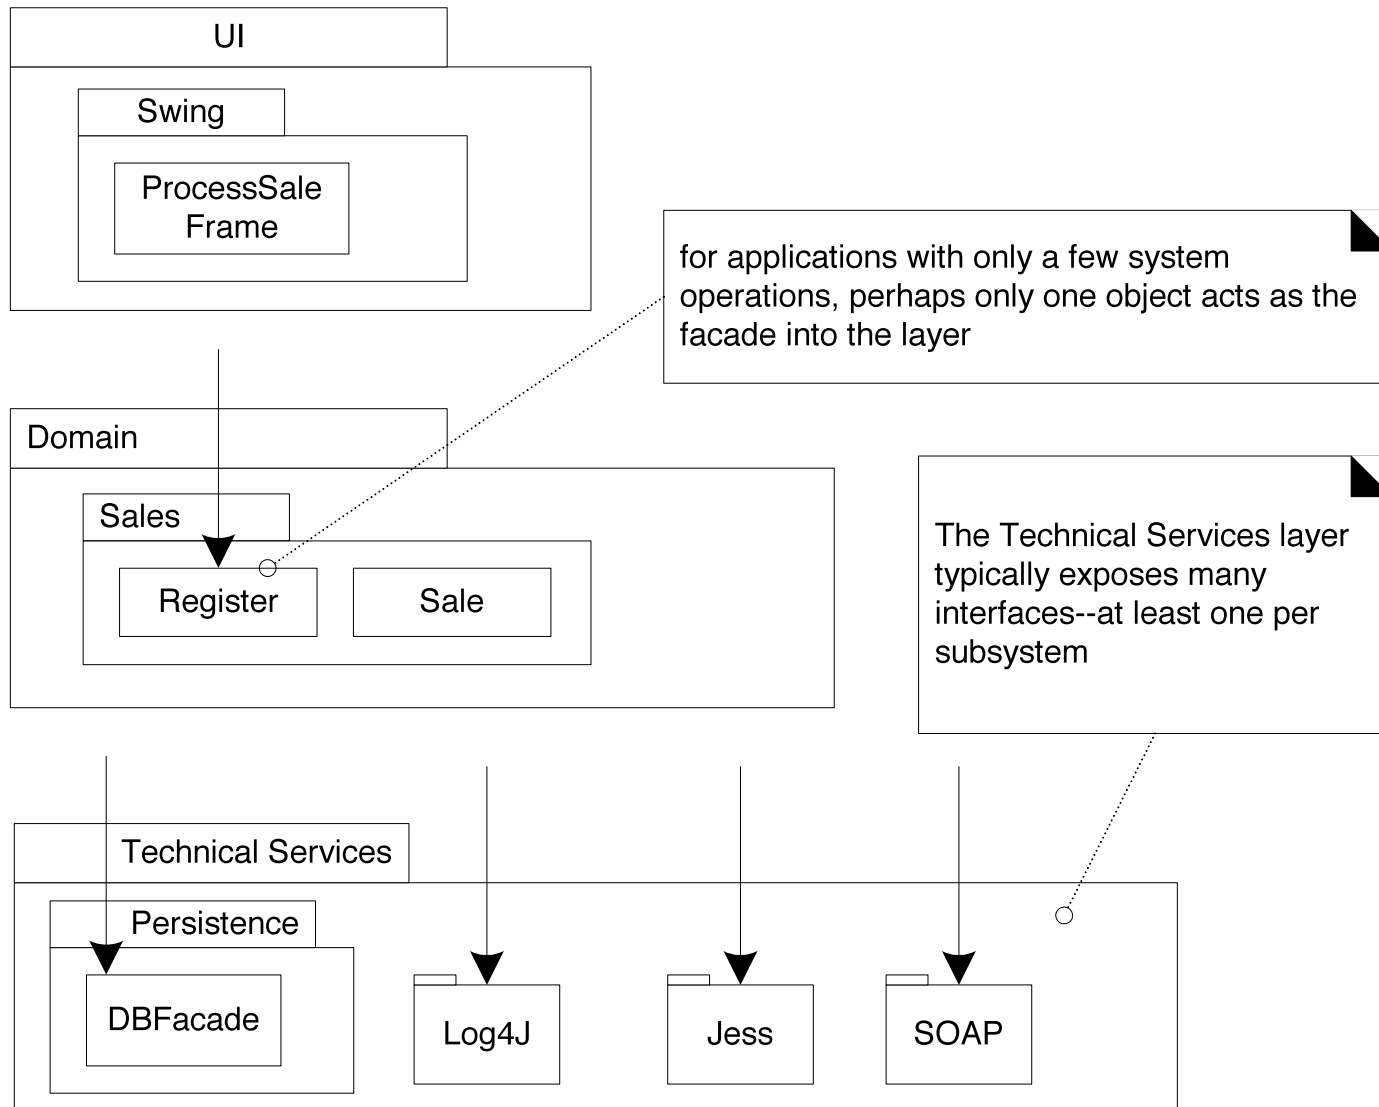 UI
Swing
ProcessSale
Frame
for applications with only a few system
operations, perhaps only one object acts as the
facade into the layer
Domain
Sales
Register
Sale
The Technical Services layer
typically exposes many
interfaces--at least one per
subsystem
Technical Services
Persistence
DBFacade
Log4J
Jess
SOAP